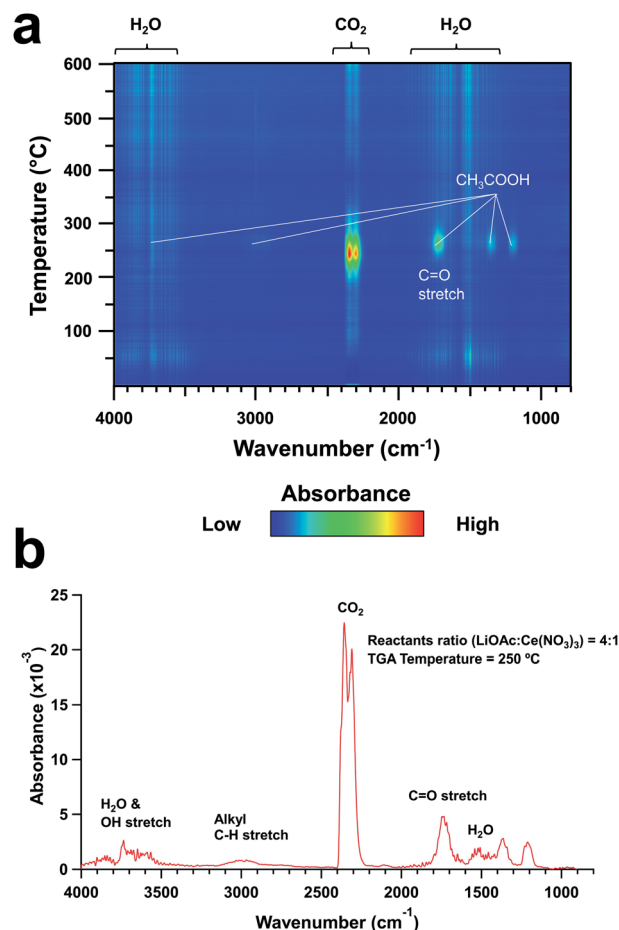 a
H₂O CO₂ H₂O
600
500
400
300
200
100
Temperature (°C)
CH₃COOH
C=O
stretch
4000 3000 2000 1000
Wavenumber (cm⁻¹)
Absorbance
Low High
b
25
20
15
10
5
0
Absorbance (x10⁻³)
CO₂
Reactants ratio (LiOAc:Ce(NO₃)₃) = 4:1
TGA Temperature = 250 ºC
H₂O &
OH stretch
Alkyl
C-H stretch
C=O stretch
H₂O
4000 3500 3000 2500 2000 1500 1000
Wavenumber (cm⁻¹)